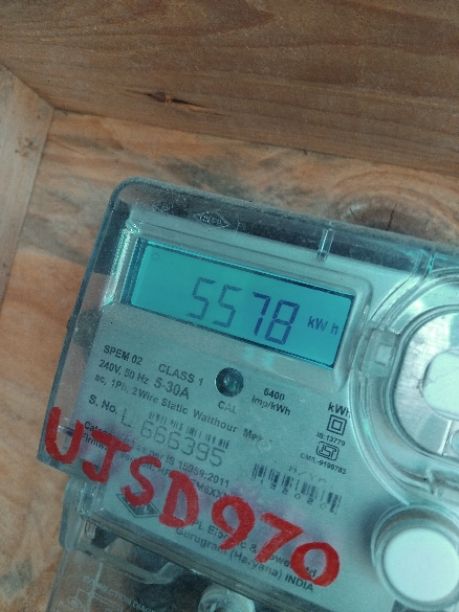 5578 kWh
SPEM 02 CLASS 1
240V, 50 Hz 5-30A
CAL
6400
imp/kWh
kWh
ac, 1Ph, 2Wire Static Watthour
S. No. L 666395
IS:13779
15959:2011
UJSD970
Gurugram (Haryana) INDIA